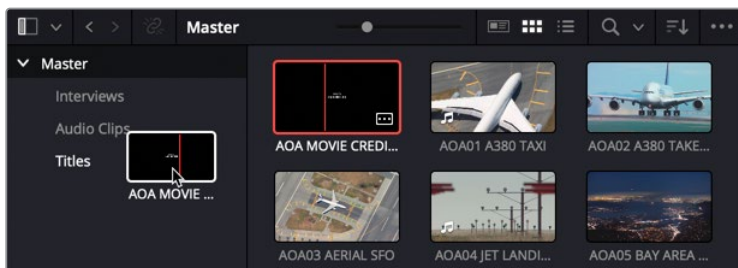 Master
Master
Interviews
Audio Clips
Titles
AOA MOVIE ...
AOA MOVIE CREDI...
AOA01 A380 TAXI
AOA02 A380 TAKE...
AOA03 AERIAL SFO
AOA04 JET LANDI...
AOA05 BAY AREA ...